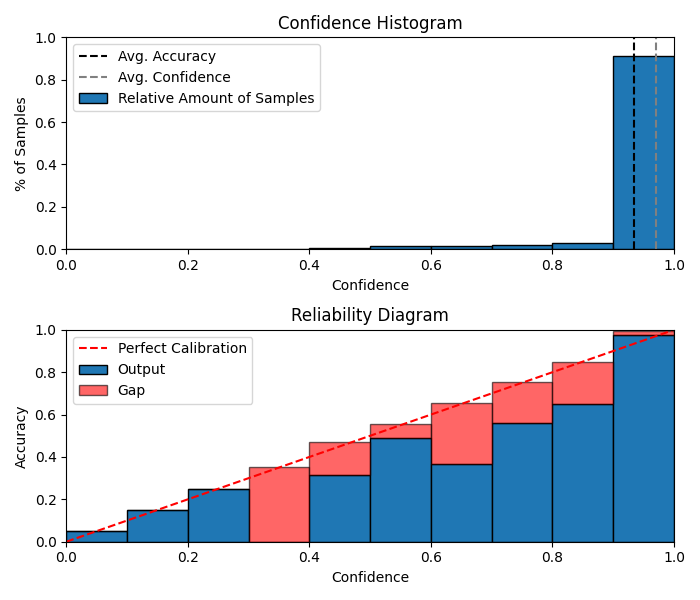 Confidence Histogram
1.0
0.8
0.6
0.4
0.2
0.0
% of Samples
Avg. Accuracy
Avg. Confidence
Relative Amount of Samples
0.0 0.2 0.4 0.6 0.8 1.0
Confidence
Reliability Diagram
1.0
0.8
0.6
0.4
0.2
0.0
Accuracy
Perfect Calibration
Output
Gap
0.0 0.2 0.4 0.6 0.8 1.0
Confidence